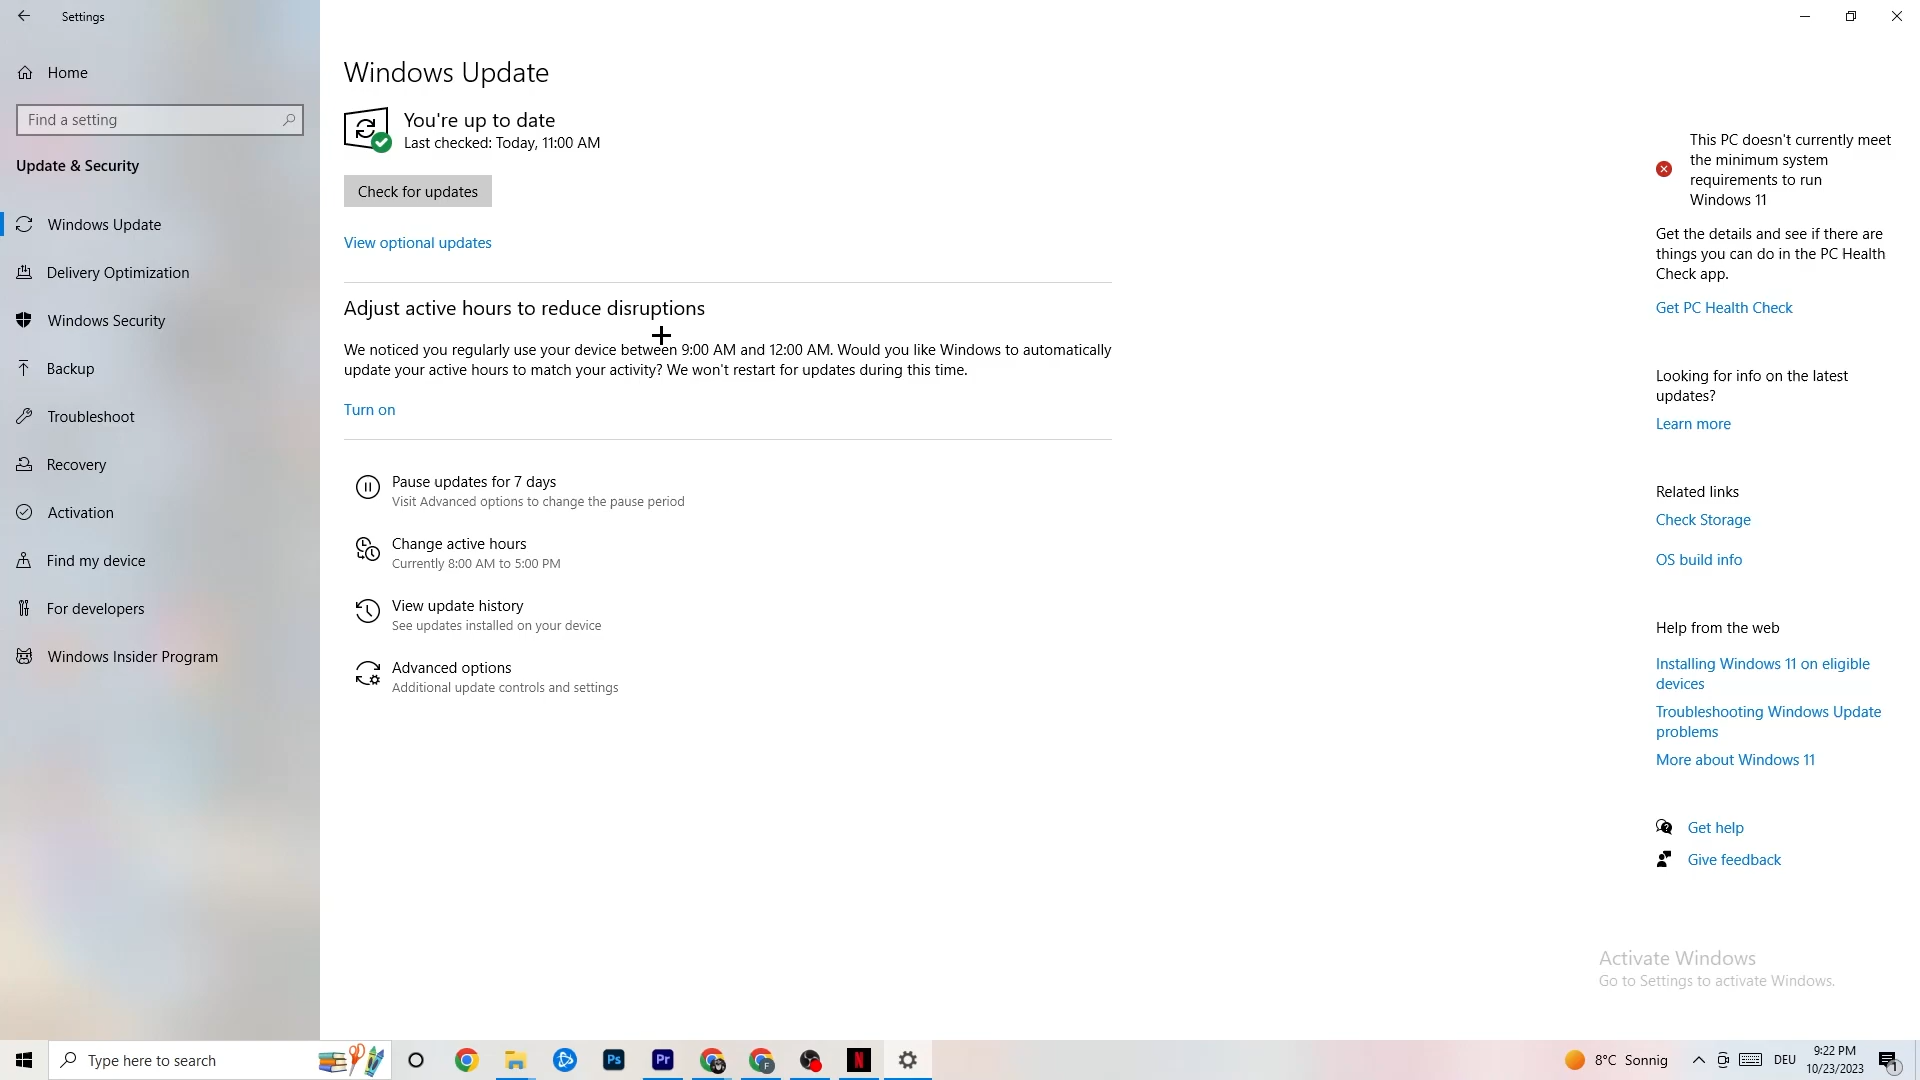 Settings
Home
Find a setting
Update & Security
Windows Update
Delivery Optimization
Windows Security
Backup
Troubleshoot
Recovery
Activation
Find my device
For developers
Windows Insider Program
Windows Update
You're up to date
Last checked: Today, 11:00 AM
Check for updates
View optional updates
Adjust active hours to reduce disruptions
We noticed you regularly use your device between 9:00 AM and 12:00 AM. Would you like Windows to automatically
update your active hours to match your activity? We won't restart for updates during this time.
Turn on
Pause updates for 7 days
Visit Advanced options to change the pause period
Change active hours
Currently 8:00 AM to 5:00 PM
View update history
See updates installed on your device
Advanced options
Additional update controls and settings
This PC doesn't currently meet
the minimum system
requirements to run
Windows 11
Get the details and see if there are
things you can do in the PC Health
Check app.
Get PC Health Check
Looking for info on the latest
updates?
Learn more
Related links
Check Storage
OS build info
Help from the web
Installing Windows 11 on eligible
devices
Troubleshooting Windows Update
problems
More about Windows 11
Get help
Give feedback
Activate Windows
Go to Settings to activate Windows.
Type here to search
Ps
Pr
F
N
8°C Sonnig
DEU
9:22 PM
10/23/2023
1